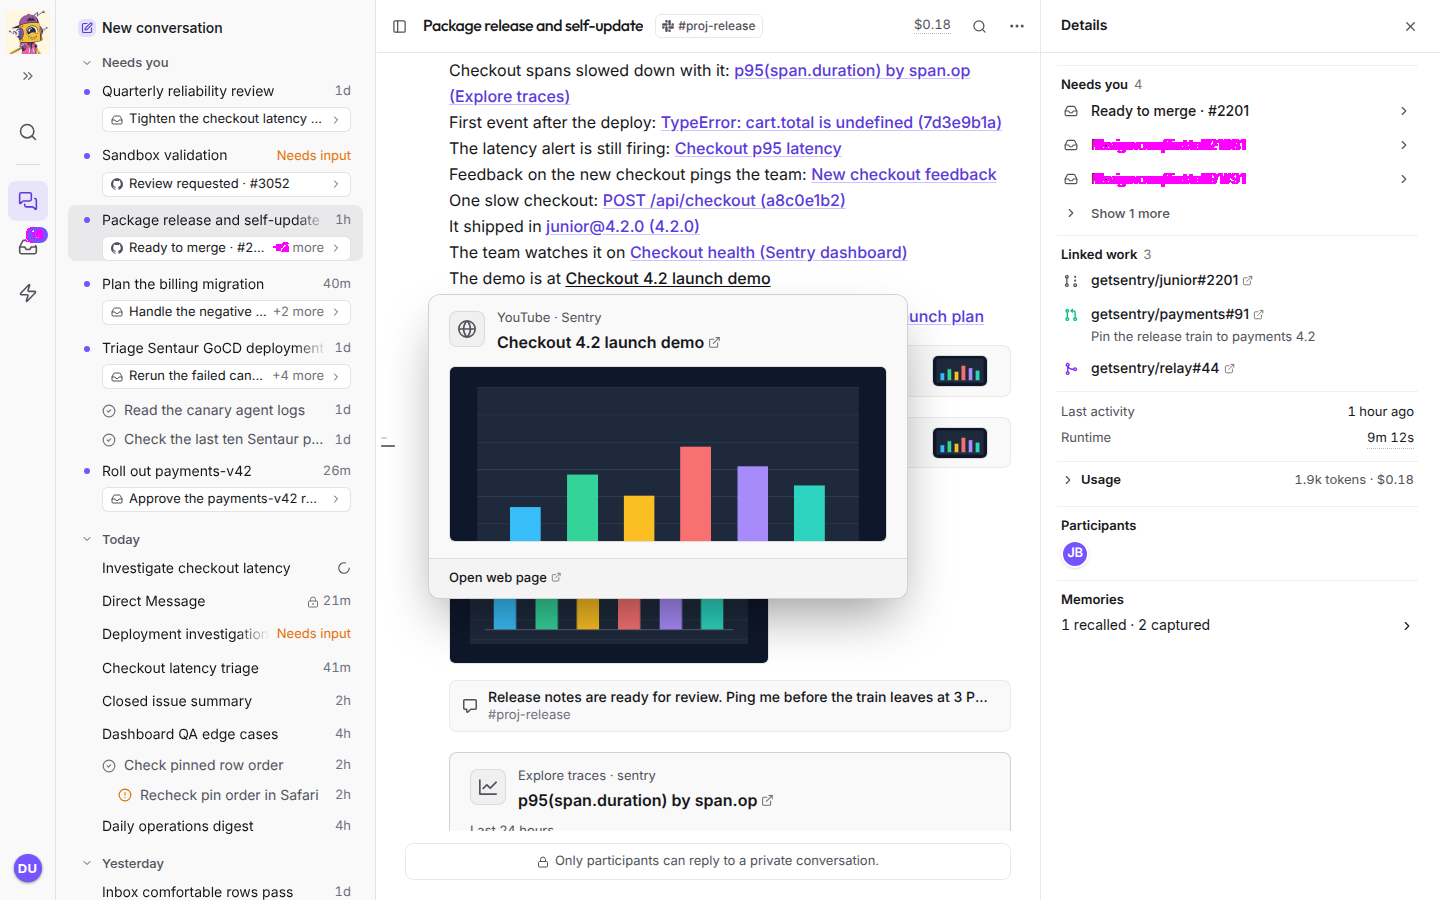 New conversation
Needs you
Quarterly reliability review 1d
Tighten the checkout latency ...
Sandbox validation Needs input
Review requested · #3052
Package release and self-update 1h
Ready to merge · #2... more
Plan the billing migration 40m
Handle the negative ... +2 more
Triage Sentaur GoCD deployment 1d
Rerun the failed can... +4 more
Read the canary agent logs 1d
Check the last ten Sentaur p... 1d
Roll out payments-v42 26m
Approve the payments-v42 r...
Today
Investigate checkout latency
Direct Message 21m
Deployment investigation Needs input
Checkout latency triage 41m
Closed issue summary 2h
Dashboard QA edge cases 4h
Check pinned row order 2h
Recheck pin order in Safari 2h
Daily operations digest 4h
Yesterday
Inbox comfortable rows pass 1d
DU
Package release and self-update #proj-release $0.18
Checkout spans slowed down with it: p95(span.duration) by span.op
(Explore traces)
First event after the deploy: TypeError: cart.total is undefined (7d3e9b1a)
The latency alert is still firing: Checkout p95 latency
Feedback on the new checkout pings the team: New checkout feedback
One slow checkout: POST /api/checkout (a8c0e1b2)
It shipped in junior@4.2.0 (4.2.0)
The team watches it on Checkout health (Sentry dashboard)
The demo is at Checkout 4.2 launch demo
unch plan
YouTube · Sentry
Checkout 4.2 launch demo
Open web page
Release notes are ready for review. Ping me before the train leaves at 3 P...
#proj-release
Explore traces · sentry
p95(span.duration) by span.op
Last 24 hours
Only participants can reply to a private conversation.
Details
Needs you 4
Ready to merge · #2201
Show 1 more
Linked work 3
getsentry/junior#2201
getsentry/payments#91
Pin the release train to payments 4.2
getsentry/relay#44
Last activity 1 hour ago
Runtime 9m 12s
Usage 1.9k tokens · $0.18
Participants
JB
Memories
1 recalled · 2 captured